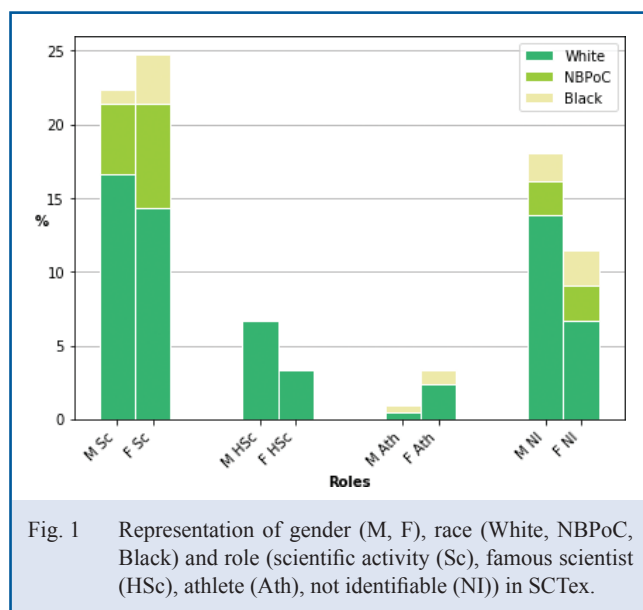 25
20
15
10
5
0
%
White
NBPoC
Black
M Sc
F Sc
M HSc
F HSc
M Ath
F Ath
M NI
F NI
Roles
Fig. 1 Representation of gender (M, F), race (White, NBPoC,
Black) and role (scientific activity (Sc), famous scientist
(HSc), athlete (Ath), not identifiable (NI)) in SCTex.